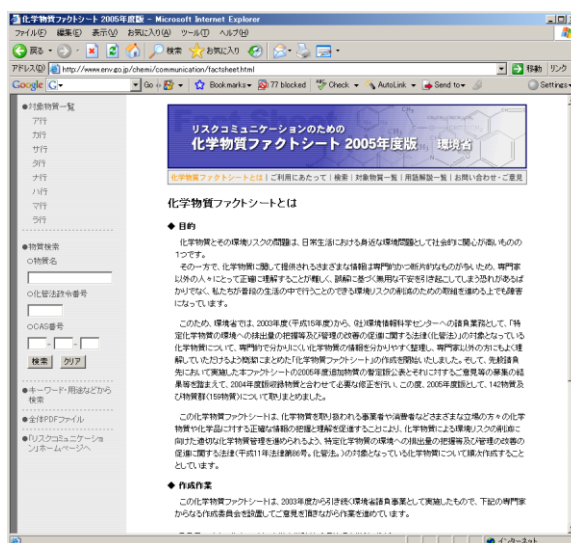 化学物質ファクトシート 2005年度版 - Microsoft Internet Explorer
ファイル(F) 編集(E) 表示(V) お気に入り(A) ツール(T) ヘルプ(H)
戻る 検索 お気に入り
アドレス(D) http://www.env.go.jp/chemi/communication/factsheet.html 移動 リンク
Google Go Bookmarks 77 blocked Check AutoLink Send to Settings
●対象物質一覧
ア行
カ行
サ行
タ行
ナ行
ハ行
マ行
ラ行
●物質検索
○物質名
○化管法政令番号
○CAS番号
- -
検索 クリア
●キーワード・用途などから
検索
●全体PDFファイル
●「リスクコミュニケーショ
ン」ホームページへ
Fact Sheet
リスクコミュニケーションのための
化学物質ファクトシート 2005年度版 環境省
化学物質ファクトシートとは | ご利用にあたって | 検索 | 対象物質一覧 | 用語解説一覧 | お問い合わせ・ご意見
化学物質ファクトシートとは
◆ 目的
化学物質とその環境リスクの問題は、日常生活における身近な環境問題として社会的に関心が高いものの
1つです。
その一方で、化学物質に関して提供されるさまざまな情報は専門的かつ断片的なものが多いため、専門家
以外の人々にとって正確に理解することが難しく、誤解に基づく無用な不安を引き起こしてしまう恐れがあるば
かりでなく、私たちが普段の生活の中で行うことのできる環境リスクの削減のための取組を進める上でも障害
になっています。
このため、環境省では、2003年度(平成15年度)から、(社)環境情報科学センターへの請負業務として、「特
定化学物質の環境への排出量の把握等及び管理の改善の促進に関する法律(化管法)」の対象となっている
化学物質について、専門的で分かりにくい化学物質の情報を分かりやすく整理し、専門家以外の方にもよく理
解していただけるよう簡潔にまとめた「化学物質ファクトシート」の作成を開始いたしました。そして、先般請負
先において実施した本ファクトシートの2005年度追加物質の暫定版公表とそれに対するご意見等の募集の結
果等を踏まえて、2004年度版収録物質と合わせて必要な修正を行い、この度、2005年度版として、142物質及
び物質群(159物質)について取りまとめました。
この化学物質ファクトシートは、化学物質を取り扱われる事業者や消費者などさまざまな立場の方々の化学
物質や化学品に対する正確な情報の把握と理解を促進することにより、化学物質による環境リスクの削減に
向けた適切な化学物質管理を進められるよう、特定化学物質の環境への排出量の把握等及び管理の改善の
促進に関する法律(平成11年法律第86号。化管法。)の対象となっている化学物質について順次作成すること
としています。
◆ 作成作業
この化学物質ファクトシートは、2003年度から引き続く環境省請負事業として実施したもので、下記の専門家
からなる作成委員会を設置してご意見を頂きながら作業を進めています。
インターネット